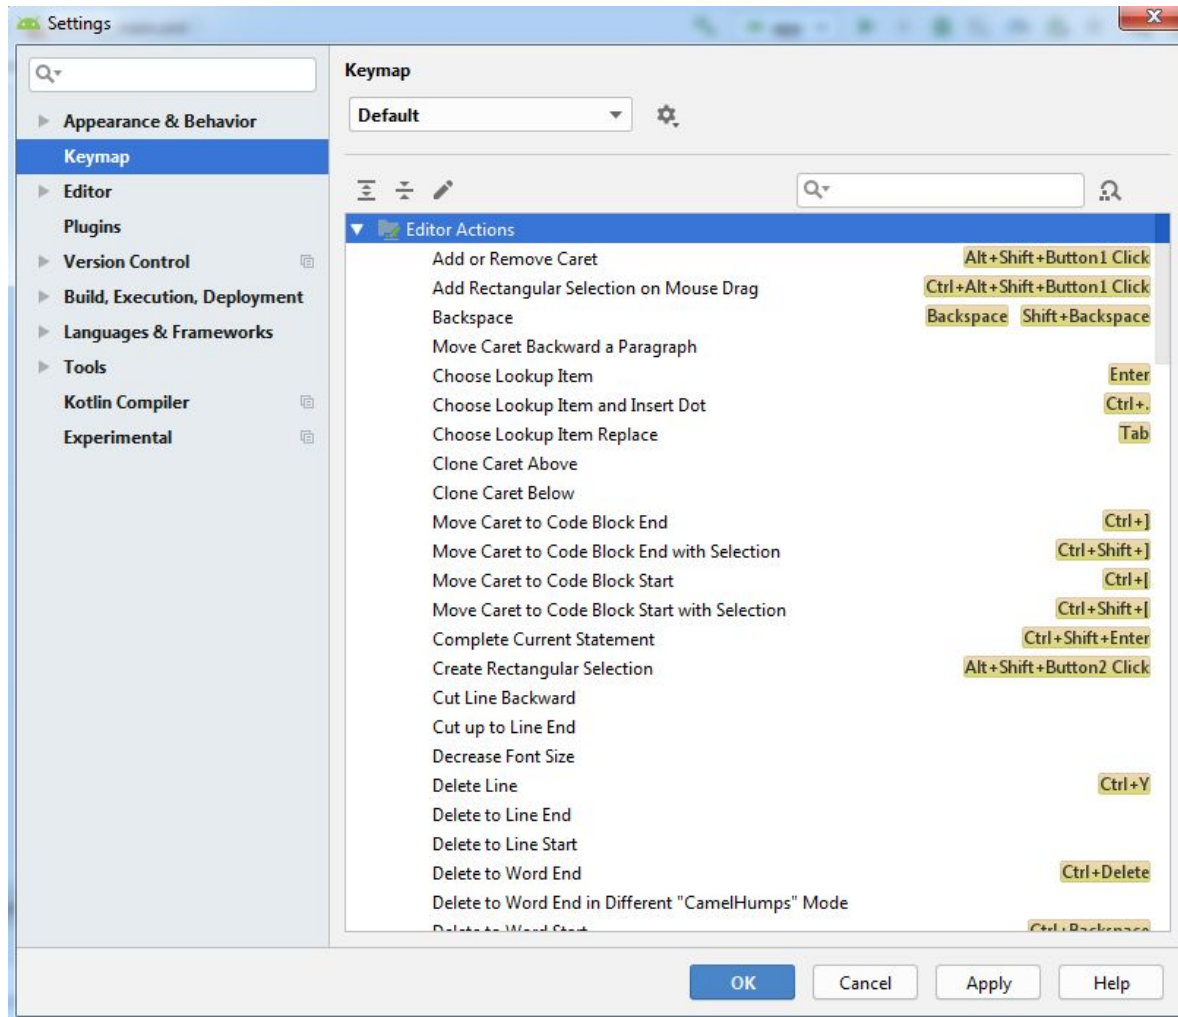 Settings
Appearance & Behavior
Keymap
Editor
Plugins
Version Control
Build, Execution, Deployment
Languages & Frameworks
Tools
Kotlin Compiler
Experimental
Keymap
Default
Editor Actions
Add or Remove Caret Alt+Shift+Button1 Click
Add Rectangular Selection on Mouse Drag Ctrl+Alt+Shift+Button1 Click
Backspace Backspace Shift+Backspace
Move Caret Backward a Paragraph
Choose Lookup Item Enter
Choose Lookup Item and Insert Dot Ctrl+.
Choose Lookup Item Replace Tab
Clone Caret Above
Clone Caret Below
Move Caret to Code Block End Ctrl+]
Move Caret to Code Block End with Selection Ctrl+Shift+]
Move Caret to Code Block Start Ctrl+[
Move Caret to Code Block Start with Selection Ctrl+Shift+[
Complete Current Statement Ctrl+Shift+Enter
Create Rectangular Selection Alt+Shift+Button2 Click
Cut Line Backward
Cut up to Line End
Decrease Font Size
Delete Line Ctrl+Y
Delete to Line End
Delete to Line Start
Delete to Word End Ctrl+Delete
Delete to Word End in Different "CamelHumps" Mode
Delete to Word Start Ctrl+Backspace
OK Cancel Apply Help